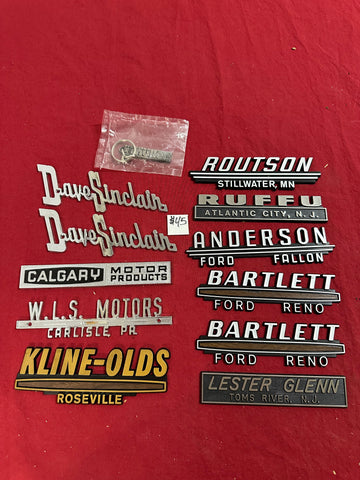 Dave Sinclair
Dave Sinclair
$45
CALGARY MOTOR PRODUCTS
W.L.S. MOTORS
CARLISLE, PA.
KLINE-OLDS
ROSEVILLE
ROUTSON
STILLWATER, MN
RUFFU
ATLANTIC CITY, N.J.
ANDERSON
FORD FALLON
BARTLETT
FORD RENO
BARTLETT
FORD RENO
LESTER GLENN
TOMS RIVER, N.J.